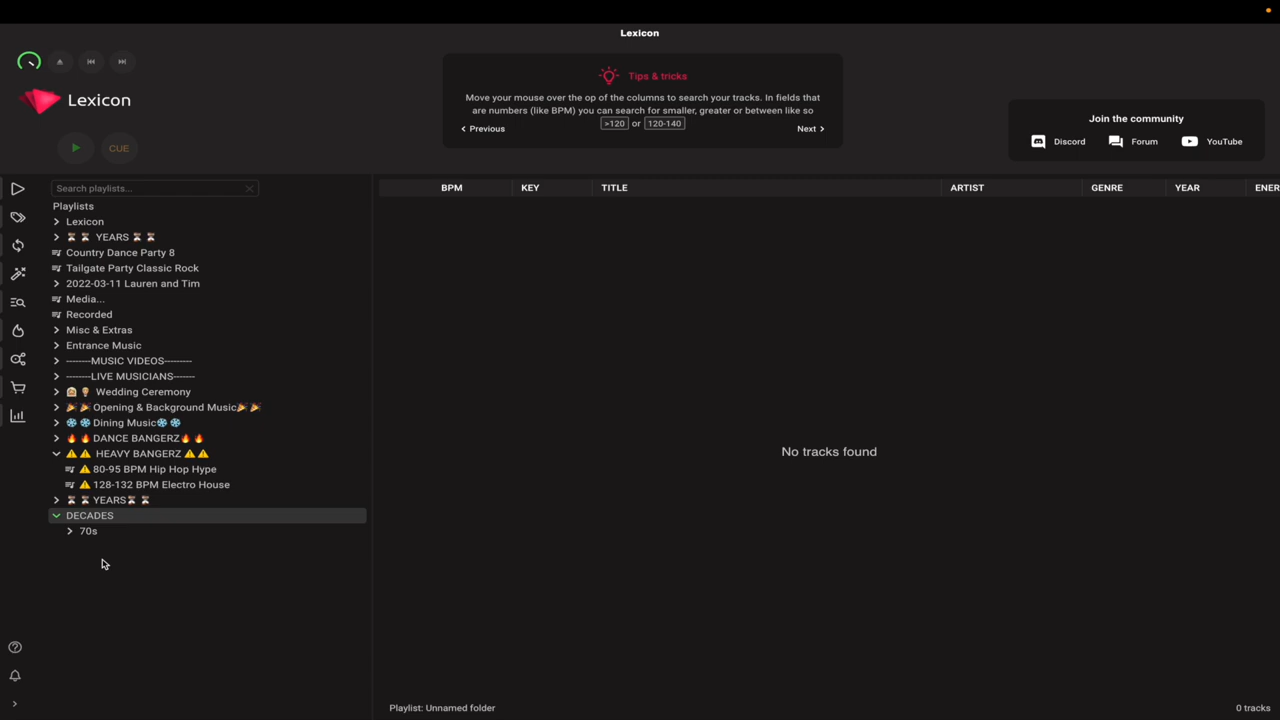 Lexicon
Tips & tricks
Move your mouse over the op of the columns to search your tracks. In fields that
are numbers (like BPM) you can search for smaller, greater or between like so
>120 or 120-140
Previous
Next
Lexicon
CUE
Join the community
Discord Forum YouTube
Search playlists...
BPM KEY TITLE ARTIST GENRE YEAR ENER
Playlists
Lexicon
⌛⌛ YEARS ⌛⌛
Country Dance Party 8
Tailgate Party Classic Rock
2022-03-11 Lauren and Tim
Media...
Recorded
Misc & Extras
Entrance Music
--------MUSIC VIDEOS---------
--------LIVE MUSICIANS-------
Wedding Ceremony
🎉🎉Opening & Background Music🎉🎉
❄❄Dining Music❄❄
🔥🔥DANCE BANGERZ🔥🔥
⚠⚠ HEAVY BANGERZ ⚠⚠
⚠80-95 BPM Hip Hop Hype
⚠128-132 BPM Electro House
⌛⌛YEARS⌛⌛
DECADES
70s
No tracks found
Playlist: Unnamed folder
0 tracks